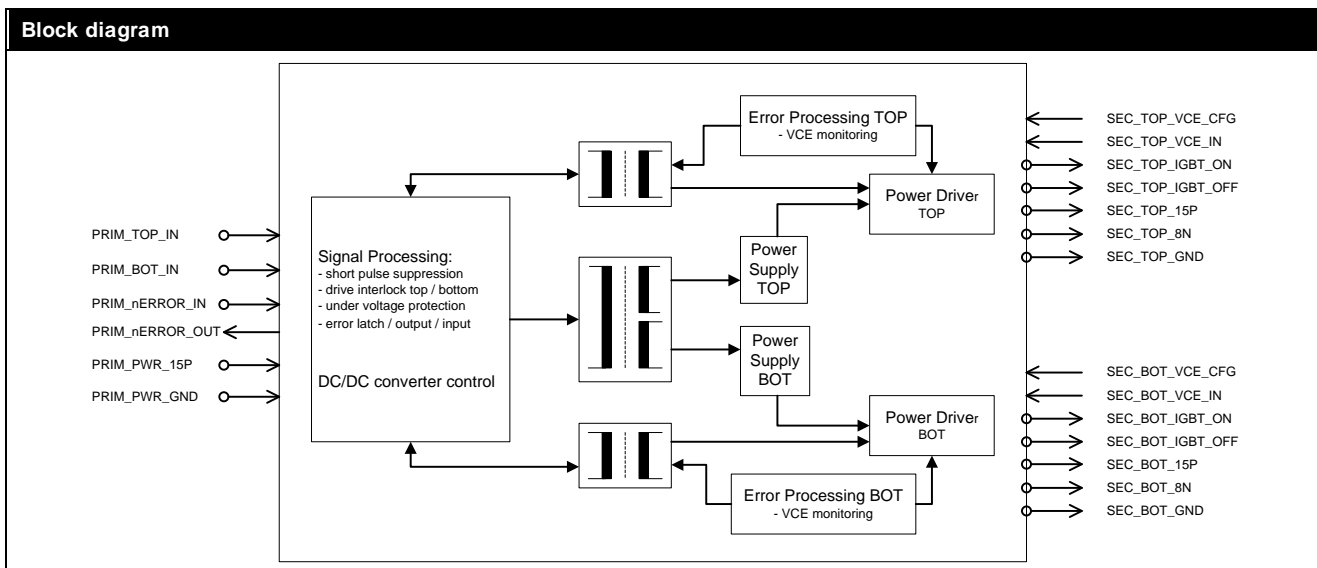 Block diagram
PRIM_TOP_IN
PRIM_BOT_IN
PRIM_nERROR_IN
PRIM_nERROR_OUT
PRIM_PWR_15P
PRIM_PWR_GND
Signal Processing:
- short pulse suppression
- drive interlock top / bottom
- under voltage protection
- error latch / output / input
DC/DC converter control
Error Processing TOP
- VCE monitoring
Power Driver
TOP
Power
Supply
TOP
Power
Supply
BOT
Power Driver
BOT
Error Processing BOT
- VCE monitoring
SEC_TOP_VCE_CFG
SEC_TOP_VCE_IN
SEC_TOP_IGBT_ON
SEC_TOP_IGBT_OFF
SEC_TOP_15P
SEC_TOP_8N
SEC_TOP_GND
SEC_BOT_VCE_CFG
SEC_BOT_VCE_IN
SEC_BOT_IGBT_ON
SEC_BOT_IGBT_OFF
SEC_BOT_15P
SEC_BOT_8N
SEC_BOT_GND